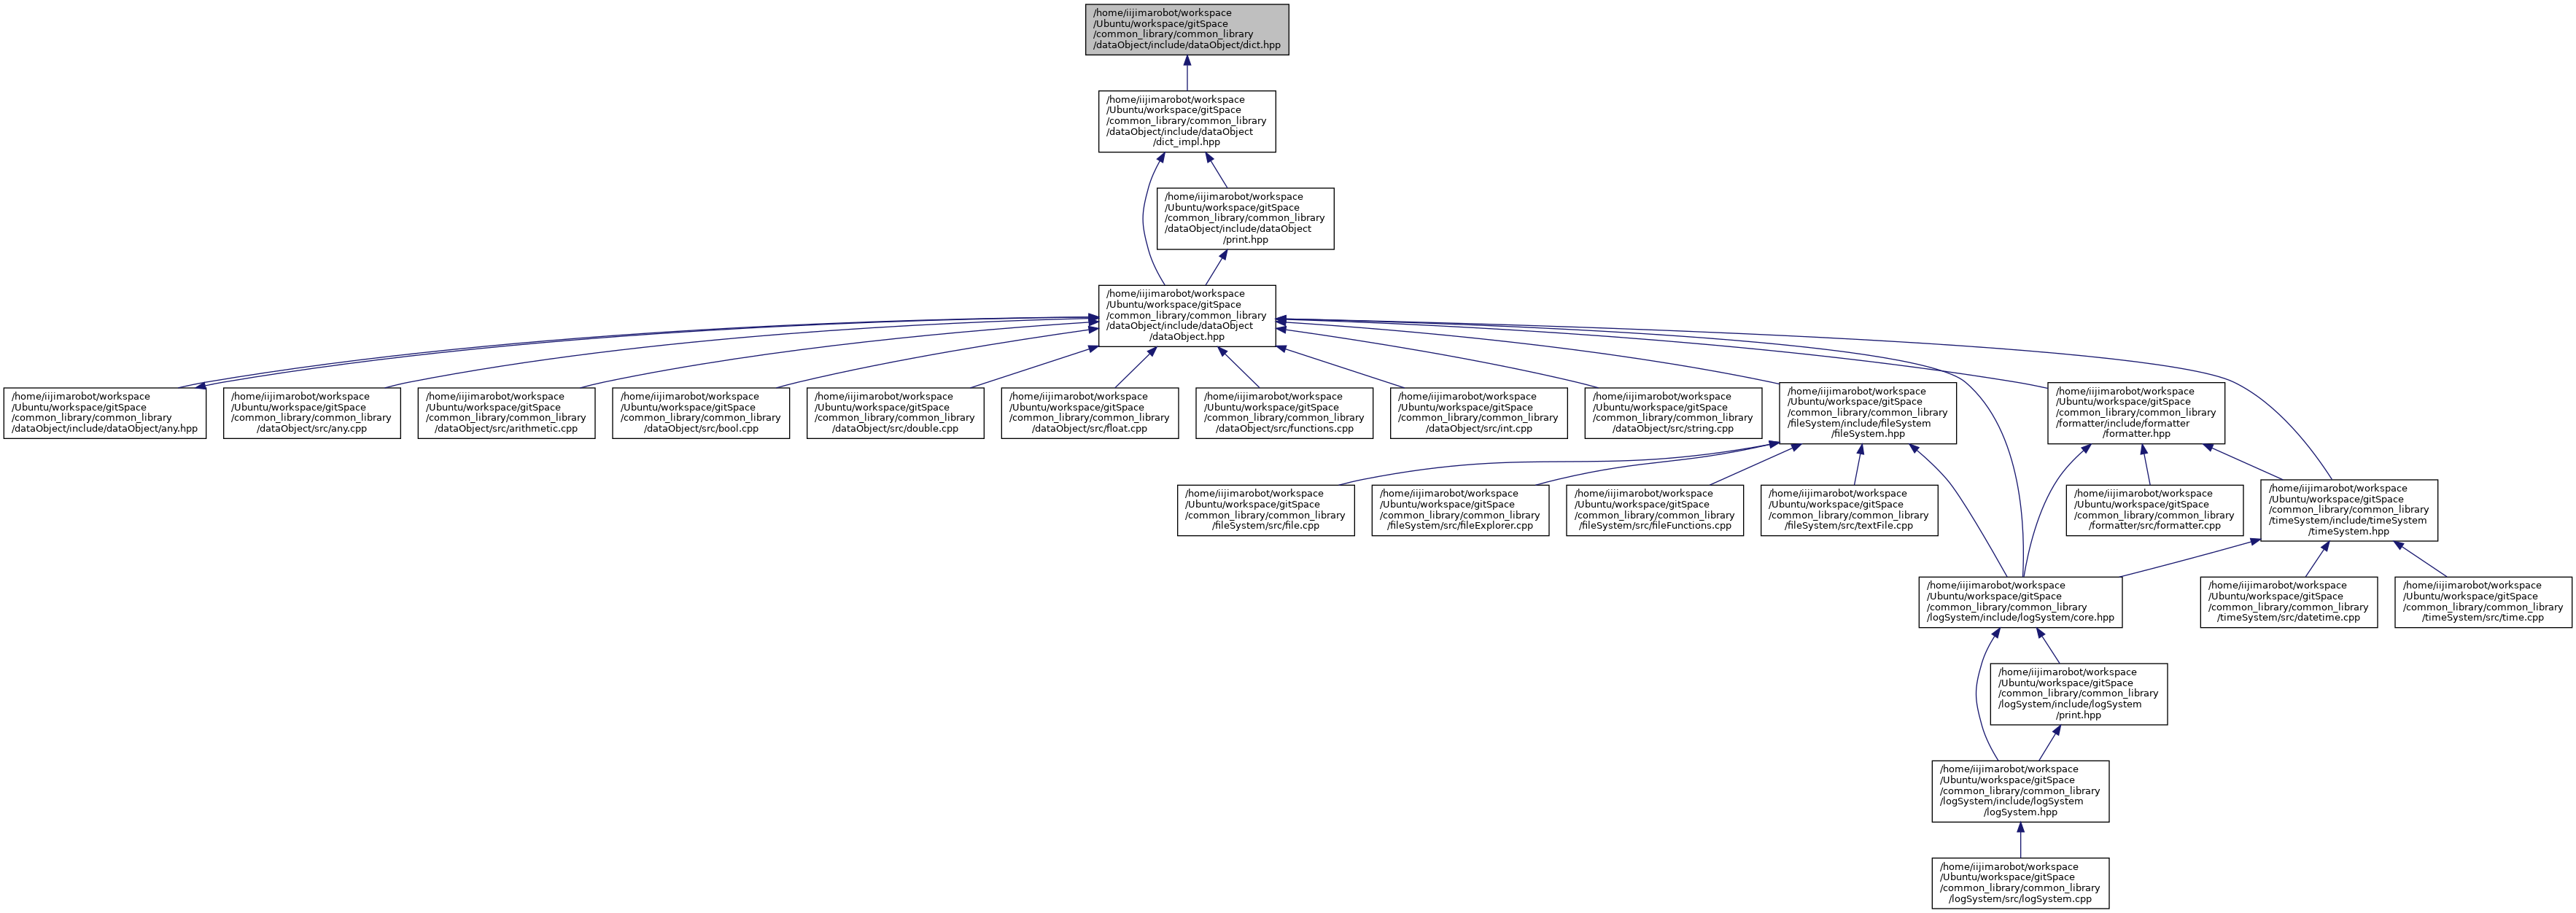 /home/iijimarobot/workspace
/Ubuntu/workspace/gitSpace
/common_library/common_library
/dataObject/include/dataObject/dict.hpp
/home/iijimarobot/workspace
/Ubuntu/workspace/gitSpace
/common_library/common_library
/dataObject/include/dataObject
/dict_impl.hpp
/home/iijimarobot/workspace
/Ubuntu/workspace/gitSpace
/common_library/common_library
/dataObject/include/dataObject
/print.hpp
/home/iijimarobot/workspace
/Ubuntu/workspace/gitSpace
/common_library/common_library
/dataObject/include/dataObject
/dataObject.hpp
/home/iijimarobot/workspace
/Ubuntu/workspace/gitSpace
/common_library/common_library
/dataObject/include/dataObject/any.hpp
/home/iijimarobot/workspace
/Ubuntu/workspace/gitSpace
/common_library/common_library
/dataObject/src/any.cpp
/home/iijimarobot/workspace
/Ubuntu/workspace/gitSpace
/common_library/common_library
/dataObject/src/arithmetic.cpp
/home/iijimarobot/workspace
/Ubuntu/workspace/gitSpace
/common_library/common_library
/dataObject/src/bool.cpp
/home/iijimarobot/workspace
/Ubuntu/workspace/gitSpace
/common_library/common_library
/dataObject/src/double.cpp
/home/iijimarobot/workspace
/Ubuntu/workspace/gitSpace
/common_library/common_library
/dataObject/src/float.cpp
/home/iijimarobot/workspace
/Ubuntu/workspace/gitSpace
/common_library/common_library
/dataObject/src/functions.cpp
/home/iijimarobot/workspace
/Ubuntu/workspace/gitSpace
/common_library/common_library
/dataObject/src/int.cpp
/home/iijimarobot/workspace
/Ubuntu/workspace/gitSpace
/common_library/common_library
/dataObject/src/string.cpp
/home/iijimarobot/workspace
/Ubuntu/workspace/gitSpace
/common_library/common_library
/fileSystem/include/fileSystem
/fileSystem.hpp
/home/iijimarobot/workspace
/Ubuntu/workspace/gitSpace
/common_library/common_library
/formatter/include/formatter
/formatter.hpp
/home/iijimarobot/workspace
/Ubuntu/workspace/gitSpace
/common_library/common_library
/fileSystem/src/file.cpp
/home/iijimarobot/workspace
/Ubuntu/workspace/gitSpace
/common_library/common_library
/fileSystem/src/fileExplorer.cpp
/home/iijimarobot/workspace
/Ubuntu/workspace/gitSpace
/common_library/common_library
/fileSystem/src/fileFunctions.cpp
/home/iijimarobot/workspace
/Ubuntu/workspace/gitSpace
/common_library/common_library
/fileSystem/src/textFile.cpp
/home/iijimarobot/workspace
/Ubuntu/workspace/gitSpace
/common_library/common_library
/formatter/src/formatter.cpp
/home/iijimarobot/workspace
/Ubuntu/workspace/gitSpace
/common_library/common_library
/timeSystem/include/timeSystem
/timeSystem.hpp
/home/iijimarobot/workspace
/Ubuntu/workspace/gitSpace
/common_library/common_library
/logSystem/include/logSystem/core.hpp
/home/iijimarobot/workspace
/Ubuntu/workspace/gitSpace
/common_library/common_library
/timeSystem/src/datetime.cpp
/home/iijimarobot/workspace
/Ubuntu/workspace/gitSpace
/common_library/common_library
/timeSystem/src/time.cpp
/home/iijimarobot/workspace
/Ubuntu/workspace/gitSpace
/common_library/common_library
/logSystem/include/logSystem
/print.hpp
/home/iijimarobot/workspace
/Ubuntu/workspace/gitSpace
/common_library/common_library
/logSystem/include/logSystem
/logSystem.hpp
/home/iijimarobot/workspace
/Ubuntu/workspace/gitSpace
/common_library/common_library
/logSystem/src/logSystem.cpp